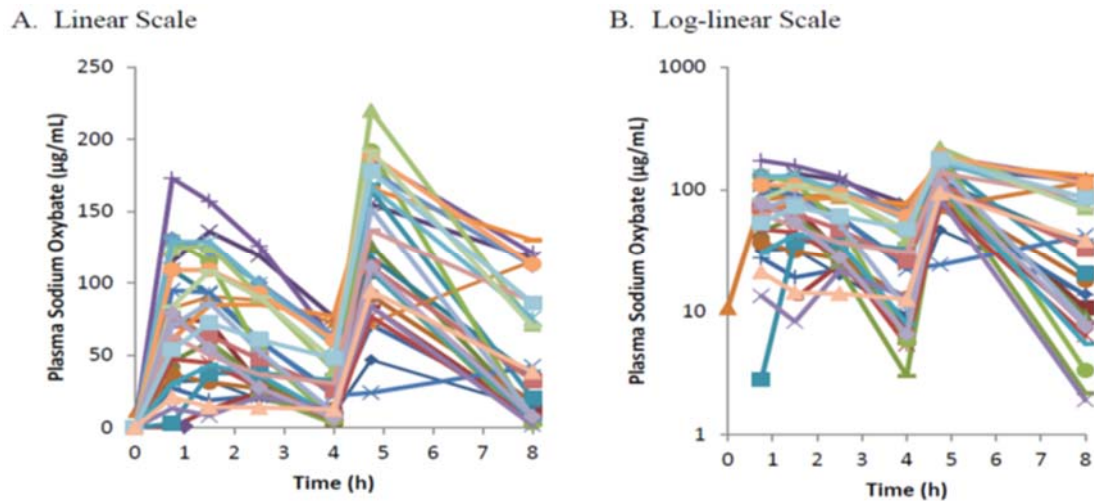 A. Linear Scale
Plasma Sodium Oxybate (µg/mL)
250
200
150
100
50
0
0 1 2 3 4 5 6 7 8
Time (h)
B. Log-linear Scale
Plasma Sodium Oxybate (µg/mL)
1000
100
10
1
0 1 2 3 4 5 6 7 8
Time (h)